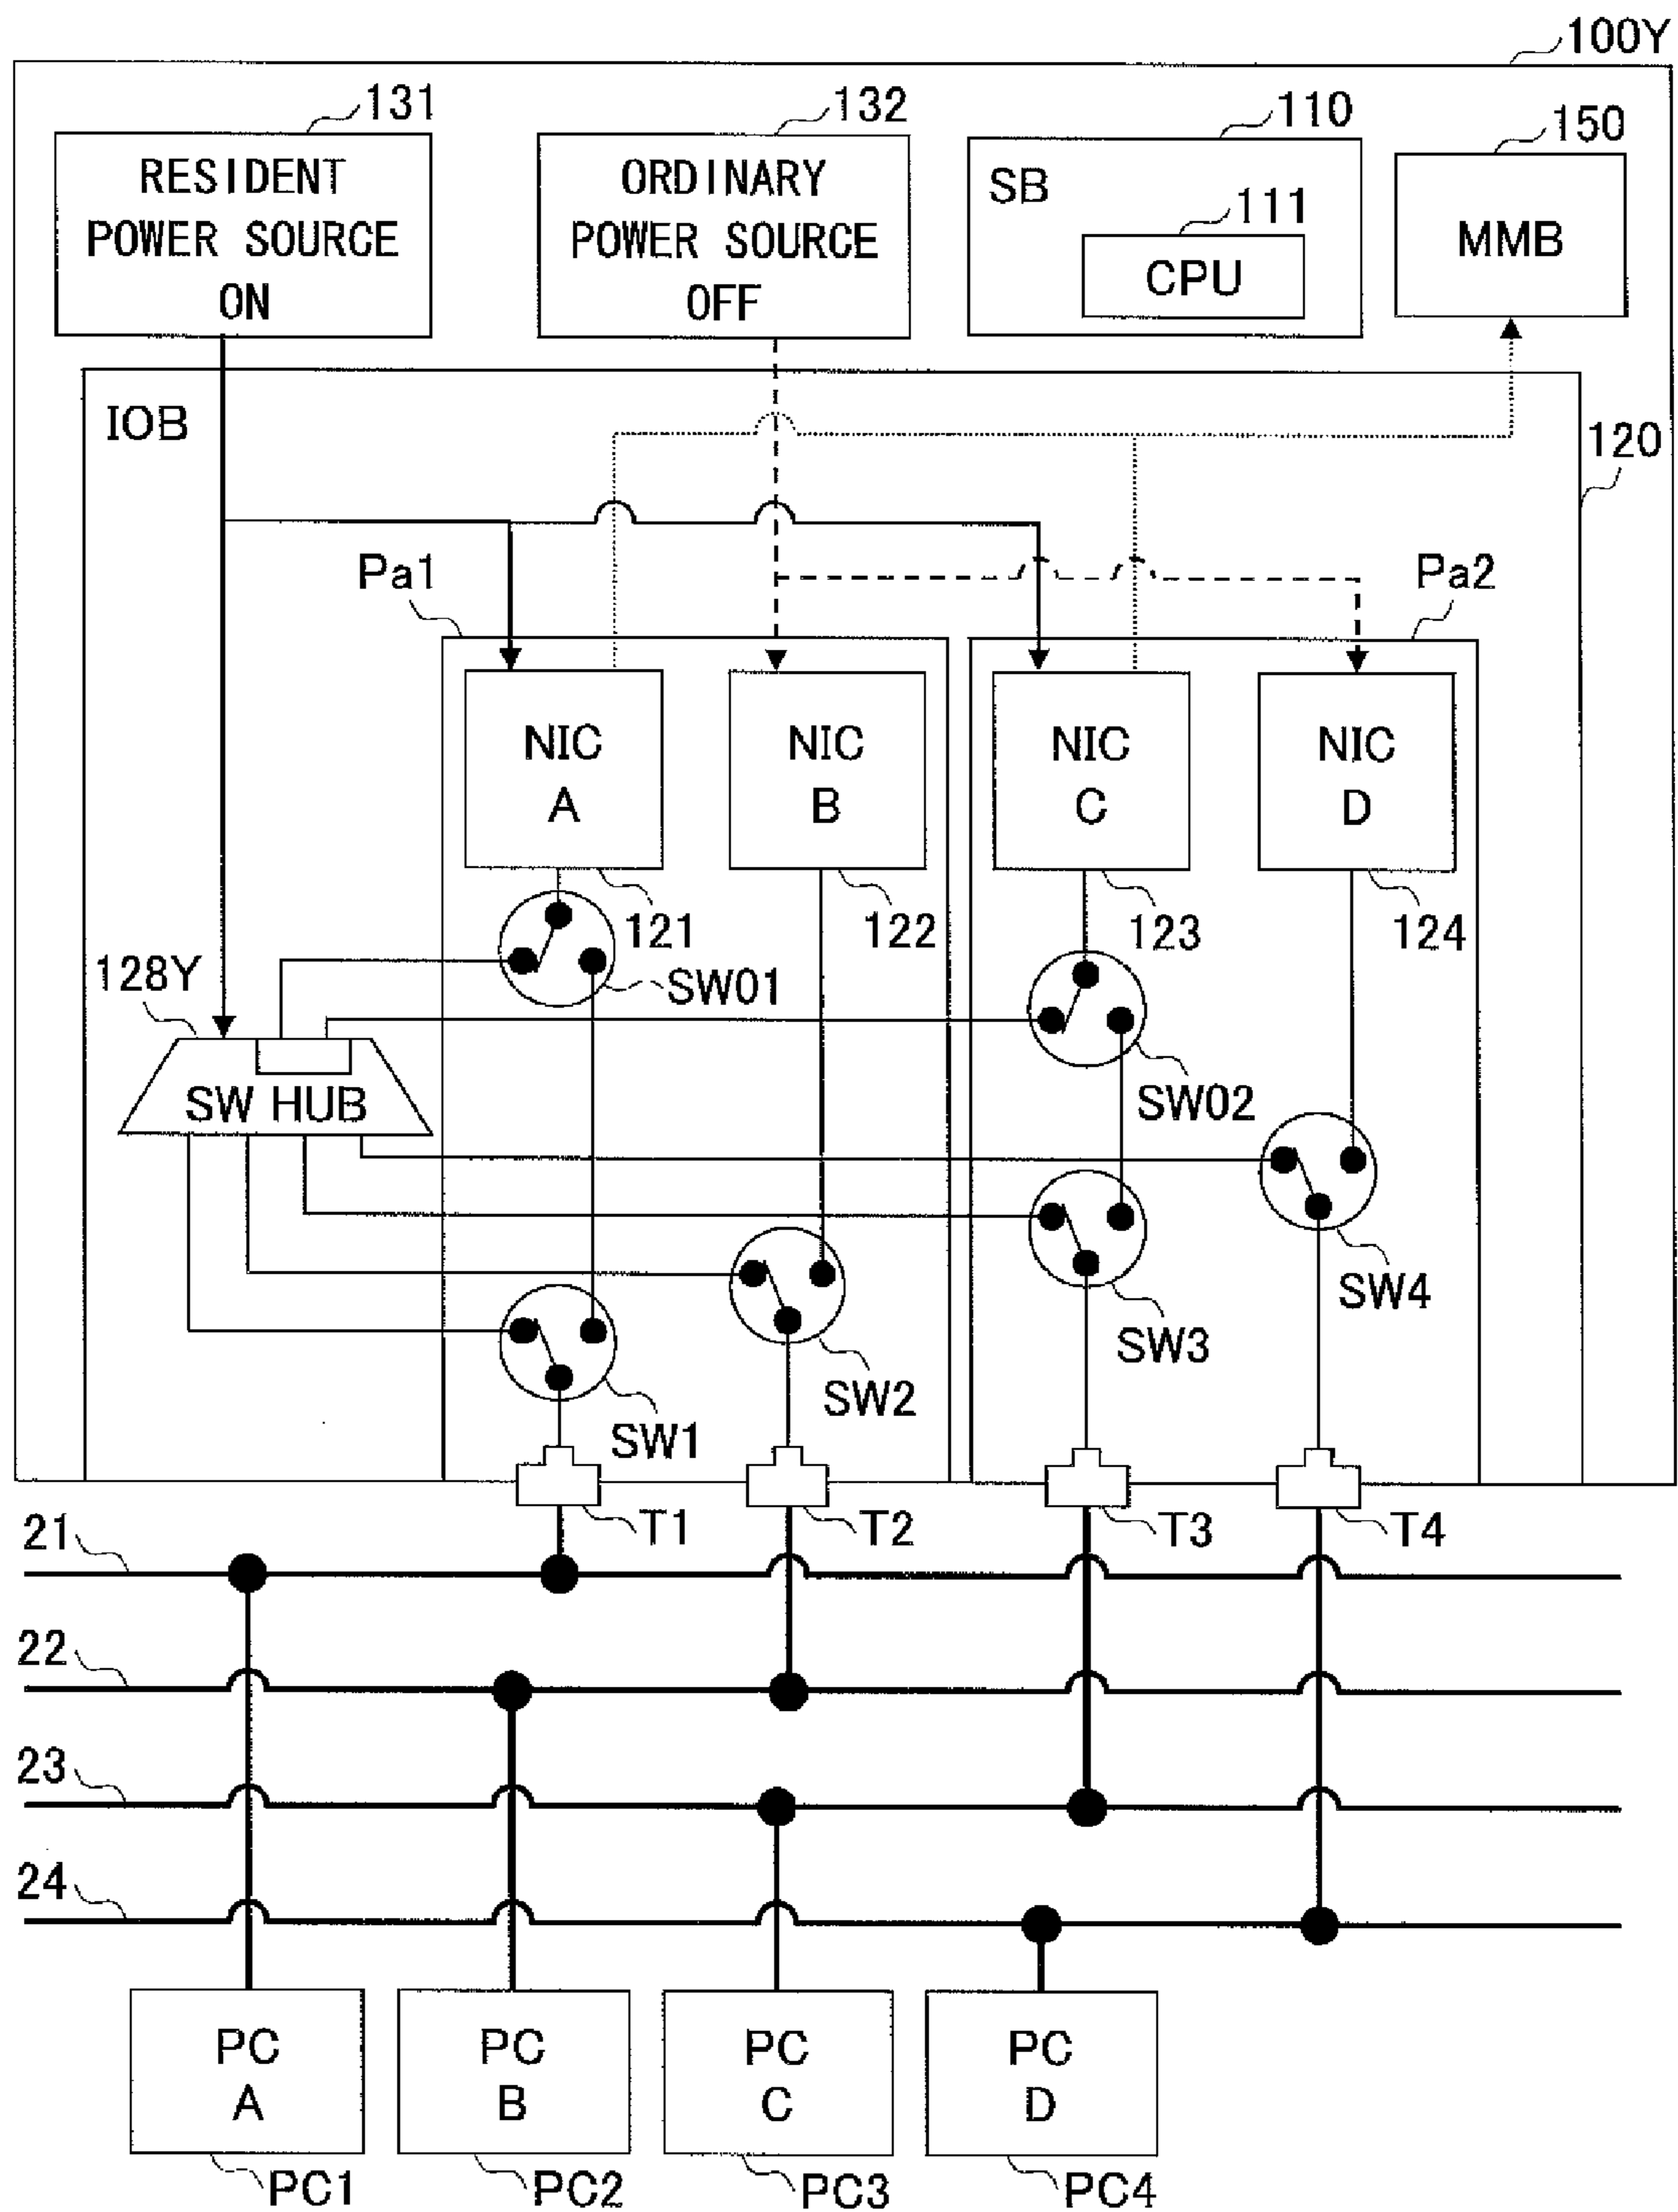 100Y
131
132
110
150
RESIDENT
POWER SOURCE
ON
ORDINARY
POWER SOURCE
OFF
SB
111
CPU
MMB
IOB
120
Pa1
Pa2
NIC
A
NIC
B
NIC
C
NIC
D
121
122
123
124
128Y
SW01
SW HUB
SW02
SW4
SW3
SW2
SW1
T1
T2
T3
T4
21
22
23
24
PC
A
PC
B
PC
C
PC
D
PC1
PC2
PC3
PC4